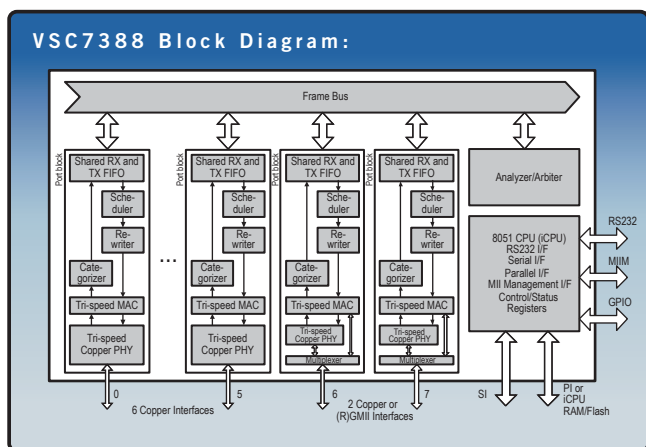 VSC7388 Block Diagram:
Frame Bus
Port block
Shared RX and
TX FIFO
Sche-
duler
Re-
writer
Cate-
gorizer
Tri-speed MAC
Tri-speed
Copper PHY
...
Port block
Shared RX and
TX FIFO
Sche-
duler
Re-
writer
Cate-
gorizer
Tri-speed MAC
Tri-speed
Copper PHY
Port block
Shared RX and
TX FIFO
Sche-
duler
Re-
writer
Cate-
gorizer
Tri-speed MAC
Tri-speed
Copper PHY
Multiplexer
Port block
Shared RX and
TX FIFO
Sche-
duler
Re-
writer
Cate-
gorizer
Tri-speed MAC
Tri-speed
Copper PHY
Multiplexer
Analyzer/Arbiter
8051 CPU (iCPU)
RS232 I/F
Serial I/F
Parallel I/F
MII Management I/F
Control/Status
Registers
RS232
MIIM
GPIO
0
5
6
7
6 Copper Interfaces
2 Copper or
(R)GMII Interfaces
SI
PI or
iCPU
RAM/Flash